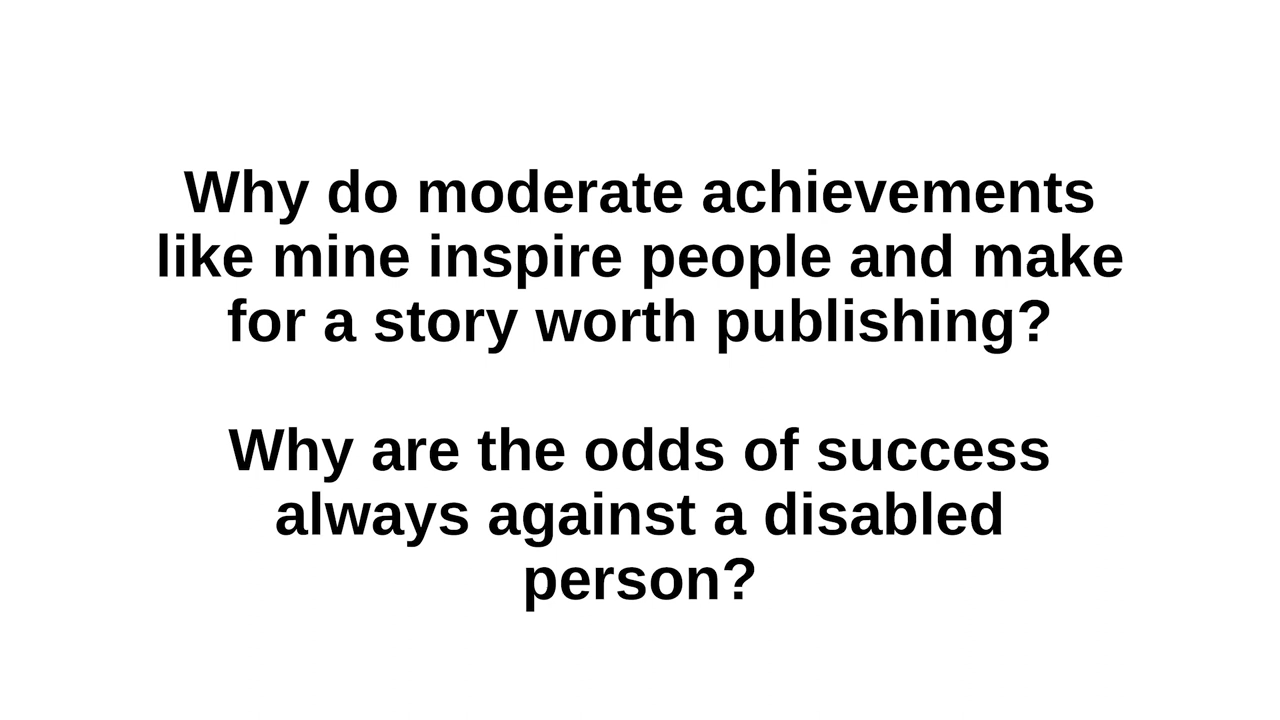 Why do moderate achievements
like mine inspire people and make
for a story worth publishing?
Why are the odds of success
always against a disabled
person?